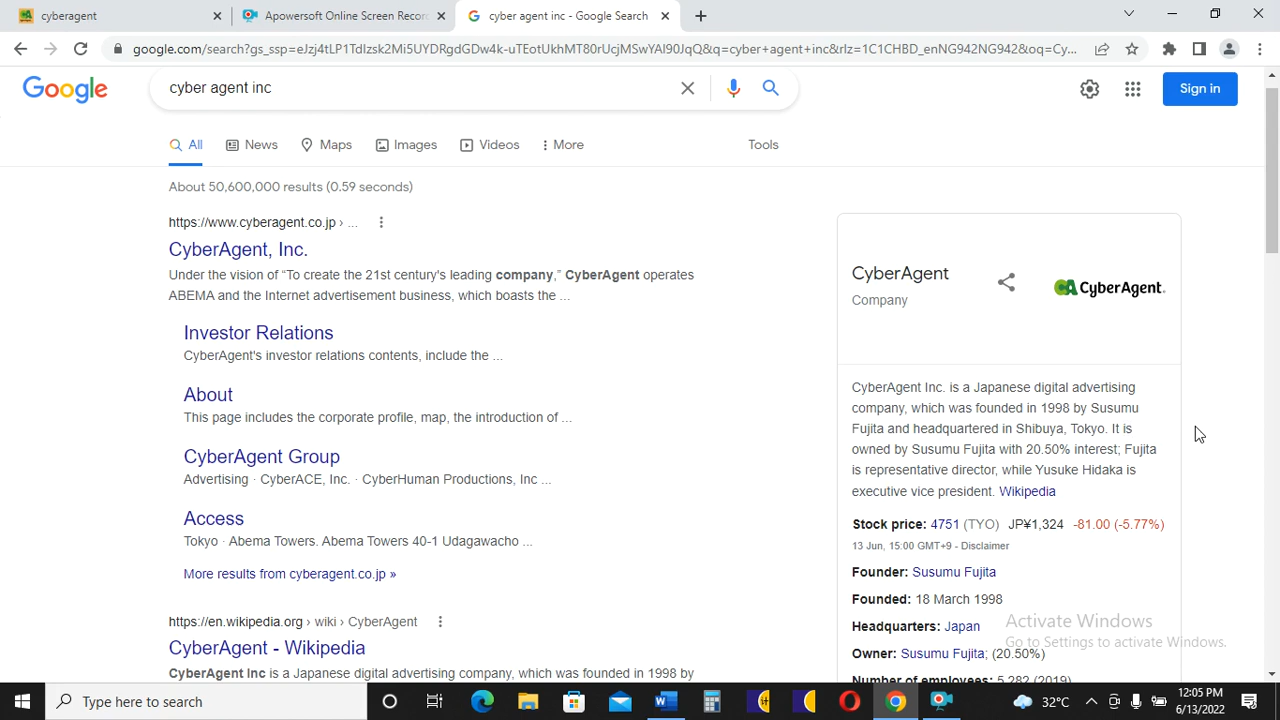 cyberagent
Apowersoft Online Screen Recor
cyber agent inc - Google Search
google.com/search?gs_ssp=eJzj4tLP1TdIzsk2Mi5UYDRgdGDw4k-uTEotUkhMT80rUcjMSwYAI90JqQ&q=cyber+agent+inc&rlz=1C1CHBD_enNG942NG942&oq=Cy...
Google
cyber agent inc
Sign in
All
News
Maps
Images
Videos
More
Tools
About 50,600,000 results (0.59 seconds)
https://www.cyberagent.co.jp › ...
CyberAgent, Inc.
Under the vision of “To create the 21st century's leading company,” CyberAgent operates
ABEMA and the Internet advertisement business, which boasts the ...
Investor Relations
CyberAgent's investor relations contents, include the ...
About
This page includes the corporate profile, map, the introduction of ...
CyberAgent Group
Advertising · CyberACE, Inc. · CyberHuman Productions, Inc ...
Access
Tokyo · Abema Towers. Abema Towers 40-1 Udagawacho ...
More results from cyberagent.co.jp »
https://en.wikipedia.org › wiki › CyberAgent
CyberAgent - Wikipedia
CyberAgent Inc is a Japanese digital advertising company, which was founded in 1998 by
CyberAgent
Company
CyberAgent.
CyberAgent Inc. is a Japanese digital advertising
company, which was founded in 1998 by Susumu
Fujita and headquartered in Shibuya, Tokyo. It is
owned by Susumu Fujita with 20.50% interest; Fujita
is representative director, while Yusuke Hidaka is
executive vice president. Wikipedia
Stock price: 4751 (TYO) JP¥1,324 -81.00 (-5.77%)
13 Jun, 15:00 GMT+9 - Disclaimer
Founder: Susumu Fujita
Founded: 18 March 1998
Headquarters: Japan
Owner: Susumu Fujita; (20.50%)
Number of employees: 5,282 (2019)
Activate Windows
Go to Settings to activate Windows.
Type here to search
32°C
12:05 PM
6/13/2022